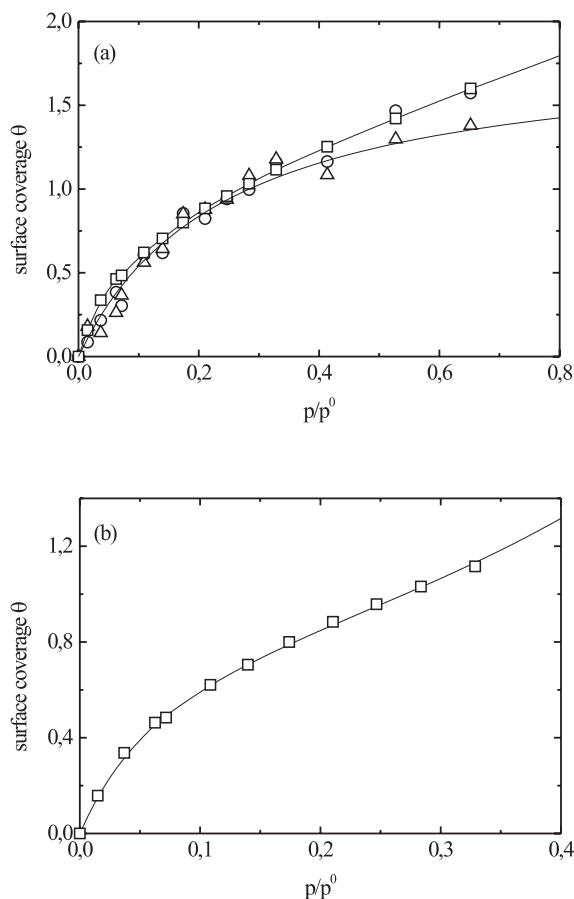 2,0
(a)
1,5
1,0
surface coverage θ
0,5
0,0
0,0 0,2 0,4 0,6 0,8
p/p⁰
(b)
1,2
0,8
surface coverage θ
0,4
0,0
0,0 0,1 0,2 0,3 0,4
p/p⁰